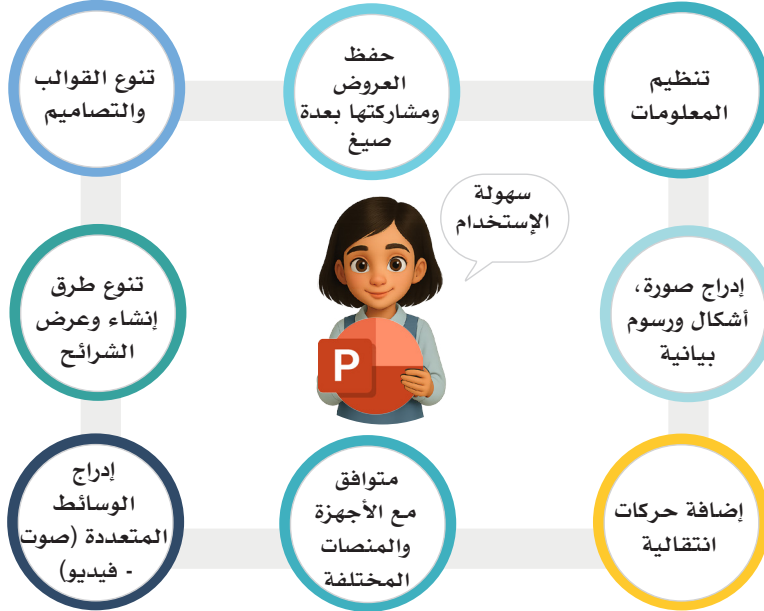 تنظيم
المعلومات
حفظ
العروض
ومشاركتها بعدة
صيغ
تنوع القوالب
والتصاميم
سهولة
الإستخدام
إدراج صورة،
أشكال ورسوم
بيانية
P
تنوع طرق
إنشاء وعرض
الشرائح
إضافة حركات
انتقالية
متوافق
مع الأجهزة
والمنصات
المختلفة
إدراج
الوسائط
المتعددة (صوت
- فيديو)